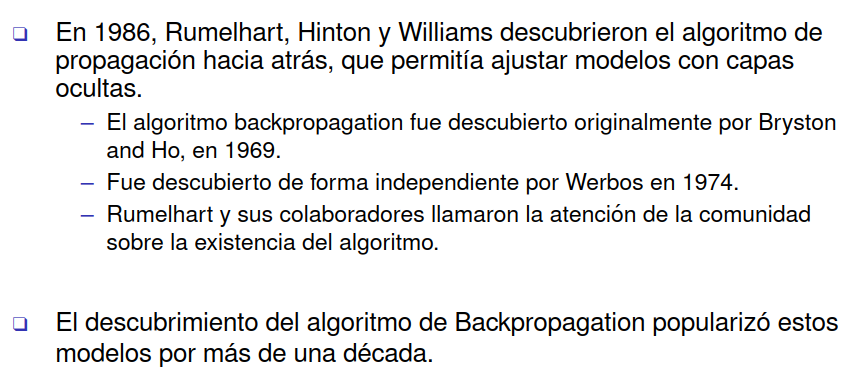 ❑ En 1986, Rumelhart, Hinton y Williams descubrieron el algoritmo de
propagación hacia atrás, que permitía ajustar modelos con capas
ocultas.
– El algoritmo backpropagation fue descubierto originalmente por Bryston
and Ho, en 1969.
– Fue descubierto de forma independiente por Werbos en 1974.
– Rumelhart y sus colaboradores llamaron la atención de la comunidad
sobre la existencia del algoritmo.
❑ El descubrimiento del algoritmo de Backpropagation popularizó estos
modelos por más de una década.